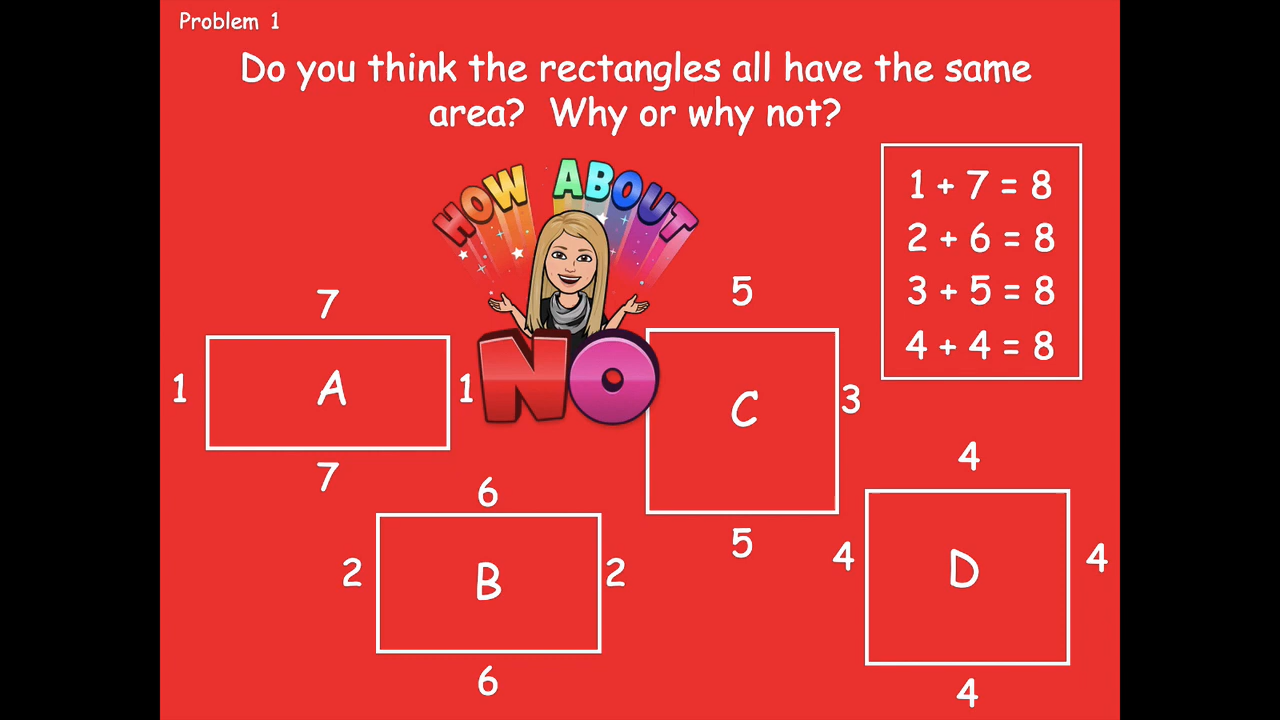 Problem 1
Do you think the rectangles all have the same
area? Why or why not?
HOW ABOUT
NO
1 + 7 = 8
2 + 6 = 8
3 + 5 = 8
4 + 4 = 8
7
1 A 1
7
6
2 B 2
6
5
C 3
5
4
4 D 4
4